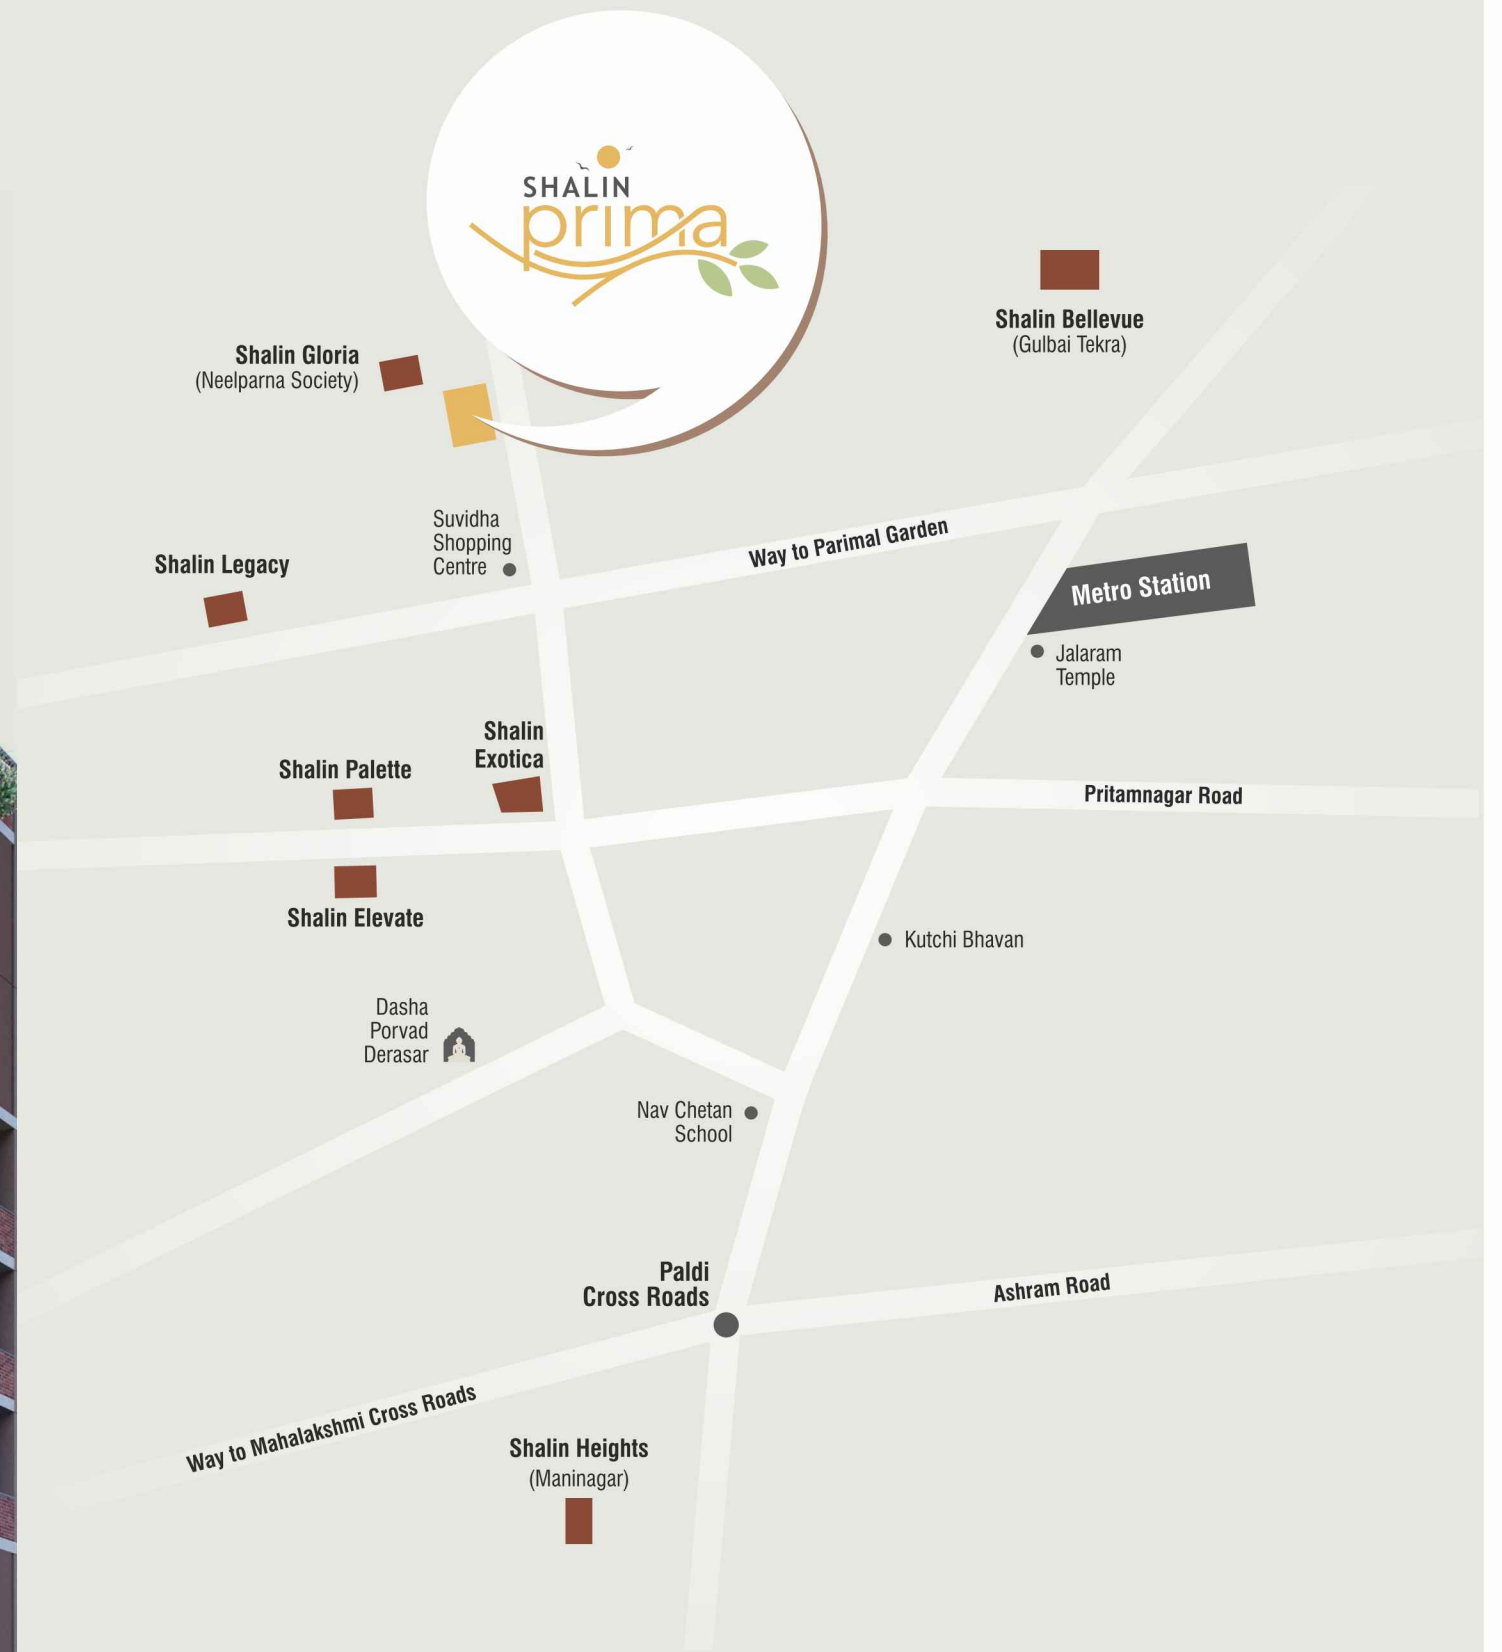 SHALIN
prima
Shalin Bellevue
(Gulbai Tekra)
Shalin Gloria
(Neelparna Society)
Suvidha
Shopping
Centre
Way to Parimal Garden
Shalin Legacy
Metro Station
Jalaram
Temple
Shalin
Exotica
Shalin Palette
Pritamnagar Road
Shalin Elevate
Kutchi Bhavan
Dasha
Porvad
Derasar
Nav Chetan
School
Paldi
Cross Roads
Ashram Road
Way to Mahalakshmi Cross Roads
Shalin Heights
(Maninagar)